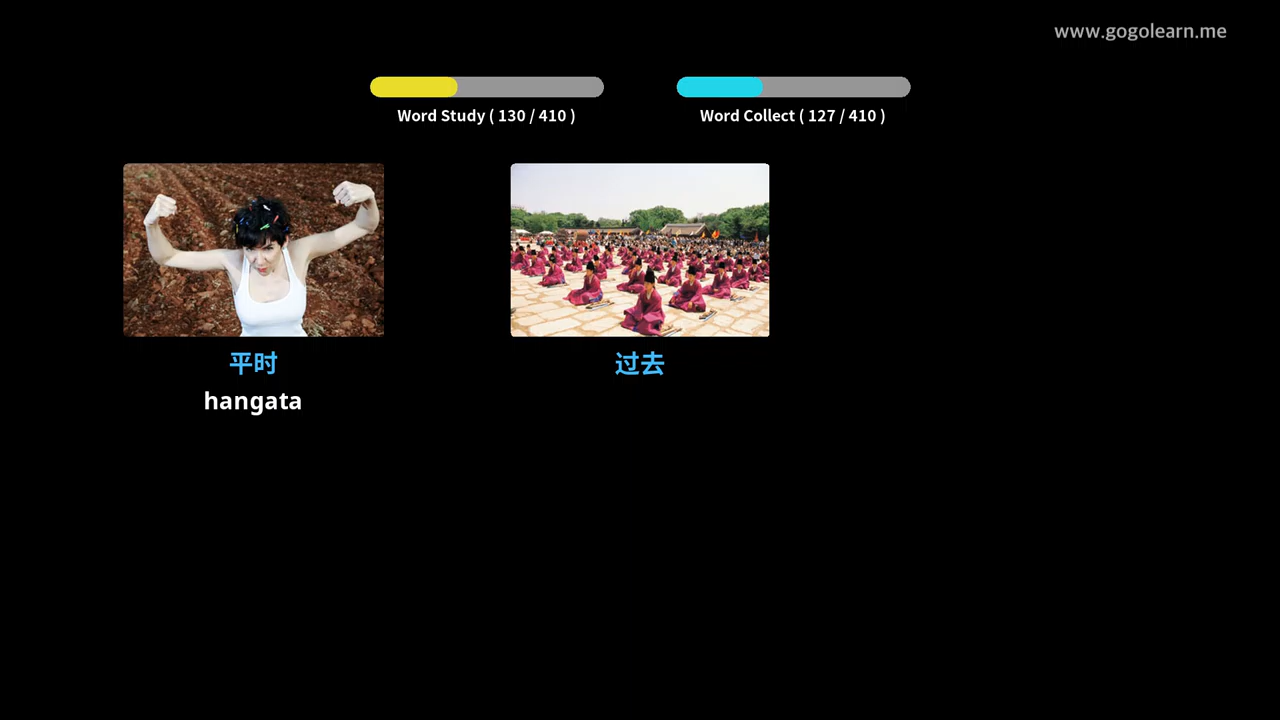 www.gogolearn.me
Word Study ( 130 / 410 )
Word Collect ( 127 / 410 )
平时
过去
hangata